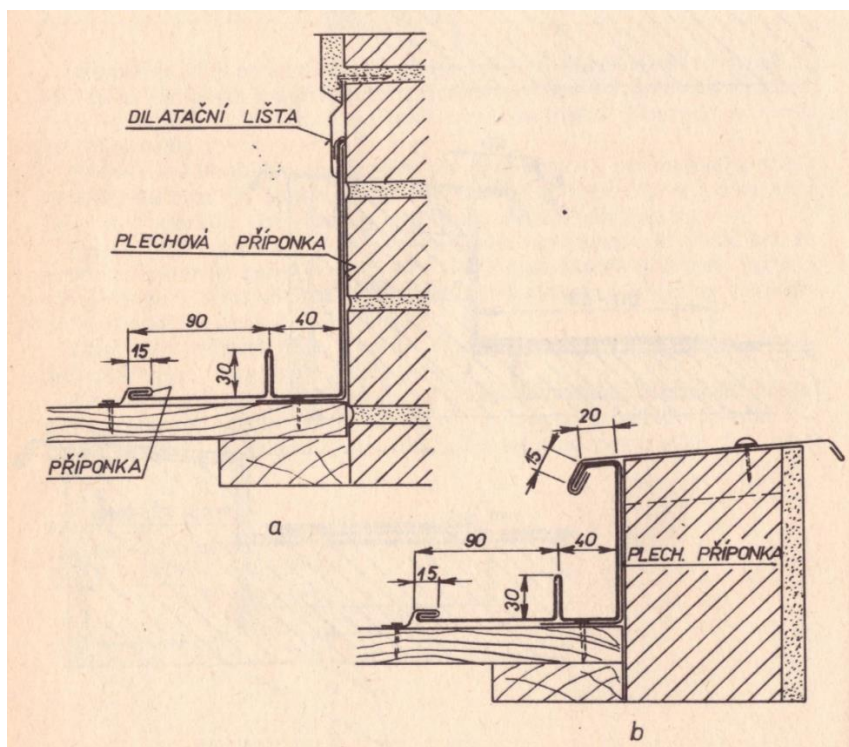 DILATAČNÍ LIŠTA
PLECHOVÁ PŘÍPONKA
90
40
15
30
PŘÍPONKA
a
20
15
90
40
PLECH. PŘÍPONKA
15
30
b